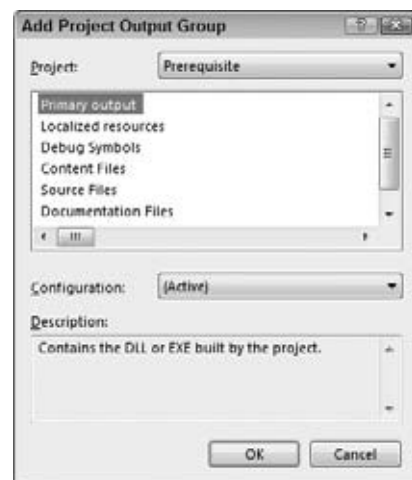 Add Project Output Group
Project: Prerequisite
Primary output
Localized resources
Debug Symbols
Content Files
Source Files
Documentation Files
Configuration: (Active)
Description:
Contains the DLL or EXE built by the project.
OK Cancel